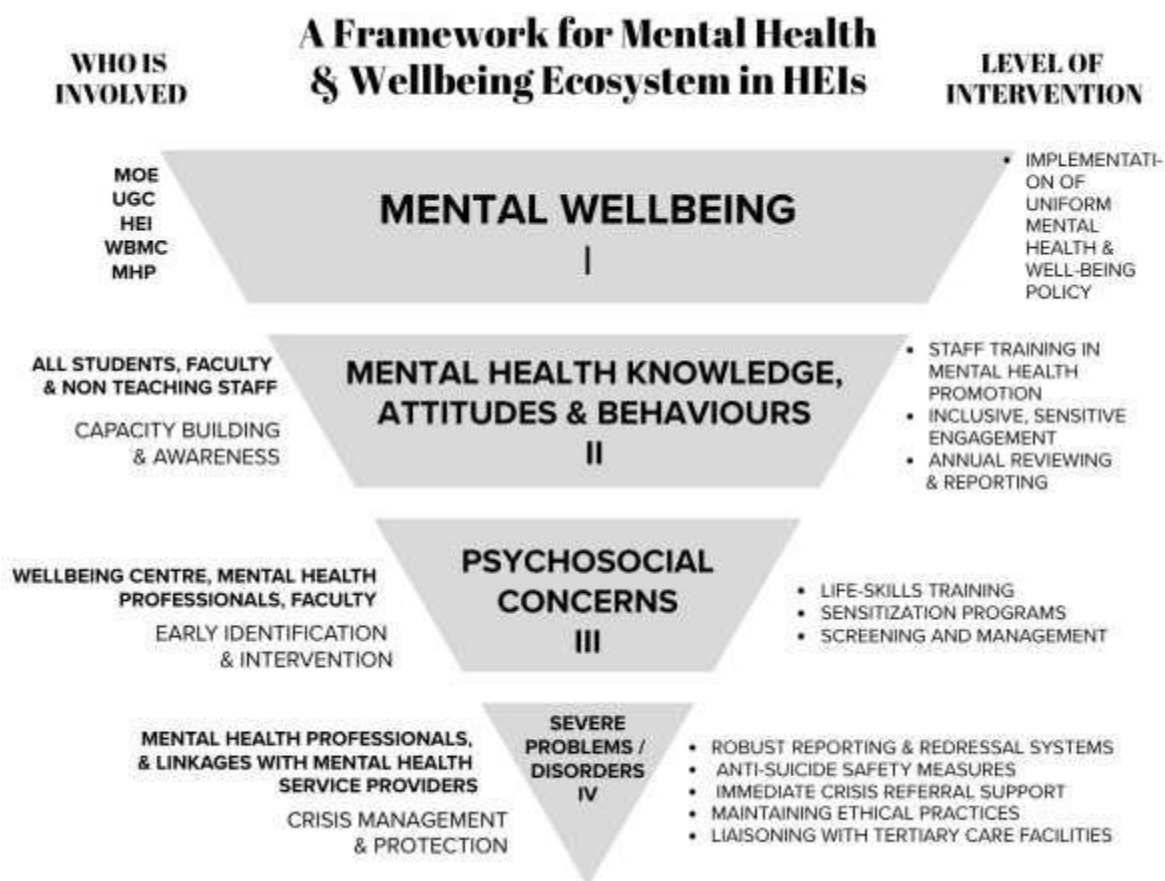 A Framework for Mental Health
& Wellbeing Ecosystem in HEIs
WHO IS
INVOLVED
LEVEL OF
INTERVENTION
MOE
UGC
HEI
WBMC
MHP
MENTAL WELLBEING
I
• IMPLEMENTATI-
ON OF
UNIFORM
MENTAL
HEALTH &
WELL-BEING
POLICY
ALL STUDENTS, FACULTY
& NON TEACHING STAFF
CAPACITY BUILDING
& AWARENESS
MENTAL HEALTH KNOWLEDGE,
ATTITUDES & BEHAVIOURS
II
• STAFF TRAINING IN
MENTAL HEALTH
PROMOTION
• INCLUSIVE, SENSITIVE
ENGAGEMENT
• ANNUAL REVIEWING
& REPORTING
WELLBEING CENTRE, MENTAL HEALTH
PROFESSIONALS, FACULTY
EARLY IDENTIFICATION
& INTERVENTION
PSYCHOSOCIAL
CONCERNS
III
• LIFE-SKILLS TRAINING
• SENSITIZATION PROGRAMS
• SCREENING AND MANAGEMENT
MENTAL HEALTH PROFESSIONALS,
& LINKAGES WITH MENTAL HEALTH
SERVICE PROVIDERS
CRISIS MANAGEMENT
& PROTECTION
SEVERE
PROBLEMS /
DISORDERS
IV
• ROBUST REPORTING & REDRESSAL SYSTEMS
• ANTI-SUICIDE SAFETY MEASURES
• IMMEDIATE CRISIS REFERRAL SUPPORT
• MAINTAINING ETHICAL PRACTICES
• LIAISONING WITH TERTIARY CARE FACILITIES